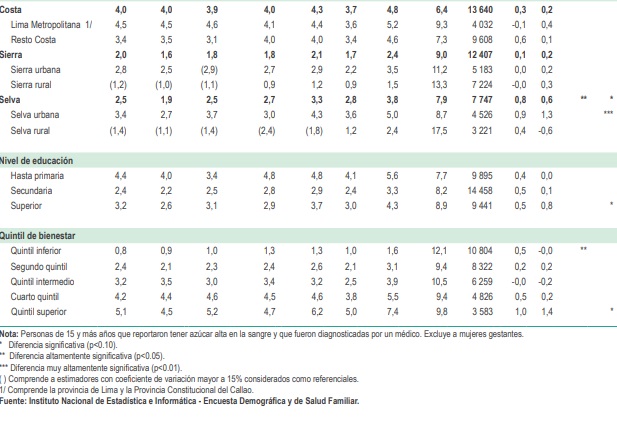 Costa 4,0 4,0 3,9 4,0 4,3 3,7 4,8 6,4 13 640 0,3 0,2
Lima Metropolitana 1/ 4,5 4,5 4,6 4,1 4,4 3,6 5,2 9,3 4 032 -0,1 0,4
Resto Costa 3,4 3,5 3,1 4,0 4,0 3,4 4,6 7,3 9 608 0,6 0,1
Sierra 2,0 1,6 1,8 1,8 2,1 1,7 2,4 9,0 12 407 0,1 0,2
Sierra urbana 2,8 2,5 (2,9) 2,7 2,9 2,2 3,5 11,2 5 183 0,0 0,2
Sierra rural (1,2) (1,0) (1,1) 0,9 1,2 0,9 1,5 13,3 7 224 -0,0 0,3
Selva 2,5 1,9 2,5 2,7 3,3 2,8 3,8 7,9 7 747 0,8 0,6 ** *
Selva urbana 3,4 2,7 3,7 3,0 4,3 3,6 5,0 8,7 4 526 0,9 1,3 ***
Selva rural (1,4) (1,1) (1,4) (2,4) (1,8) 1,2 2,4 17,5 3 221 0,4 -0,6
Nivel de educación
Hasta primaria 4,4 4,0 3,4 4,8 4,8 4,1 5,6 7,7 9 895 0,4 0,0
Secundaria 2,4 2,2 2,5 2,8 2,9 2,4 3,3 8,2 14 458 0,5 0,1
Superior 3,2 2,6 3,1 2,9 3,7 3,0 4,3 8,9 9 441 0,5 0,8 *
Quintil de bienestar
Quintil inferior 0,8 0,9 1,0 1,3 1,3 1,0 1,6 12,1 10 804 0,5 -0,0 **
Segundo quintil 2,4 2,1 2,3 2,4 2,6 2,1 3,1 9,4 8 322 0,2 0,2
Quintil intermedio 3,2 3,5 3,0 3,4 3,2 2,5 3,9 10,5 6 259 -0,0 -0,2
Cuarto quintil 4,2 4,4 4,6 4,5 4,6 3,8 5,5 9,4 4 826 0,5 0,2
Quintil superior 5,1 4,5 5,2 4,7 6,2 5,0 7,4 9,8 3 583 1,0 1,4 *
Nota: Personas de 15 y más años que reportaron tener azúcar alta en la sangre y que fueron diagnosticadas por un médico. Excluye a mujeres gestantes.
* Diferencia significativa (p<0.10).
** Diferencia altamentente significativa (p<0.05).
*** Diferencia muy altamentente significativa (p<0.01).
( ) Comprende a estimadores con coeficiente de variación mayor a 15% considerados como referenciales.
1/ Comprende la provincia de Lima y la Provincia Constitucional del Callao.
Fuente: Instituto Nacional de Estadística e Informática - Encuesta Demográfica y de Salud Familiar.